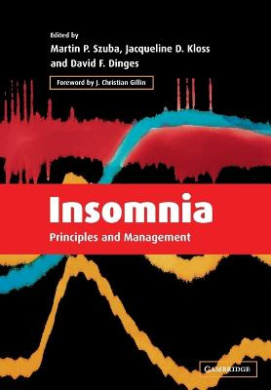 Edited by
Martin P. Szuba, Jacqueline D. Kloss
and David F. Dinges
Foreword by J. Christian Gillin
Insomnia
Principles and Management
CAMBRIDGE